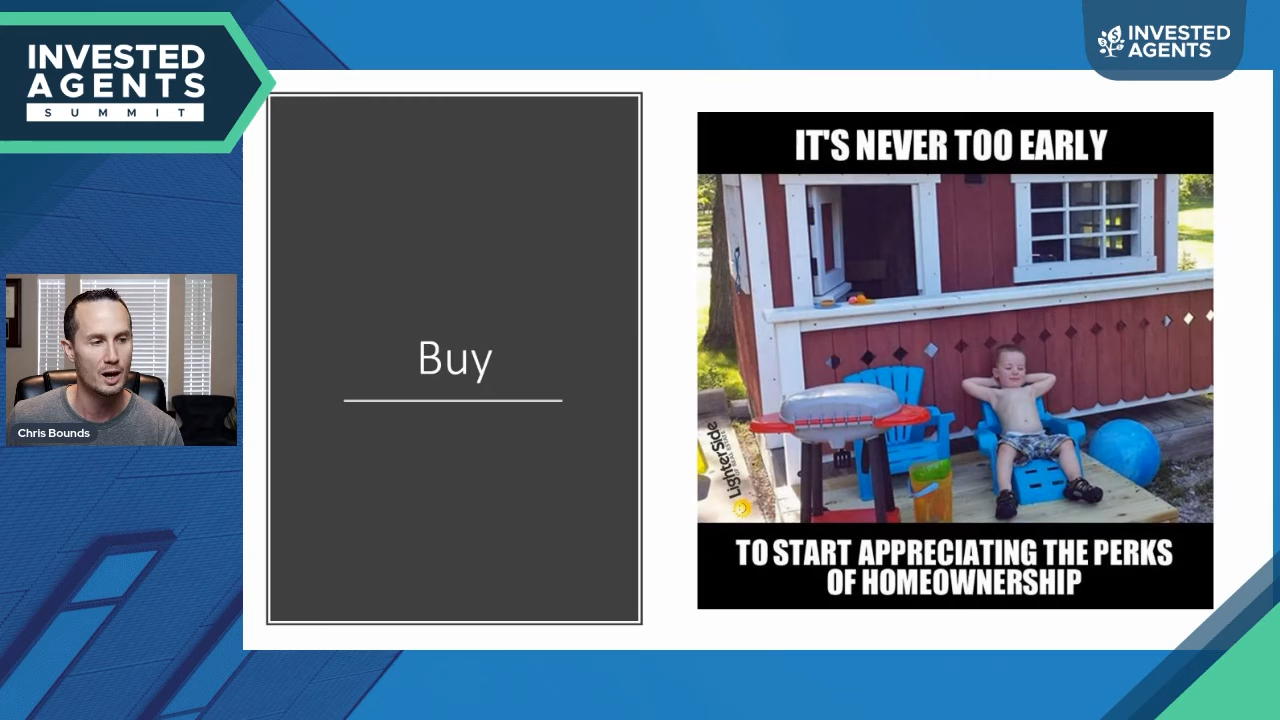 INVESTED
AGENTS
SUMMIT
INVESTED
AGENTS
Chris Bounds
Buy
IT'S NEVER TOO EARLY
LighterSide
TO START APPRECIATING THE PERKS
OF HOMEOWNERSHIP